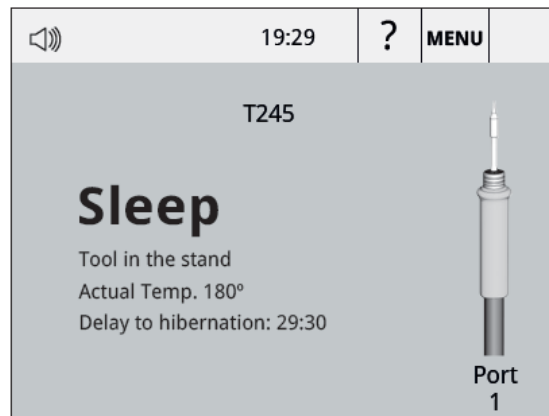 19:29 ? MENU
T245
Sleep
Tool in the stand
Actual Temp. 180º
Delay to hibernation: 29:30
Port
1